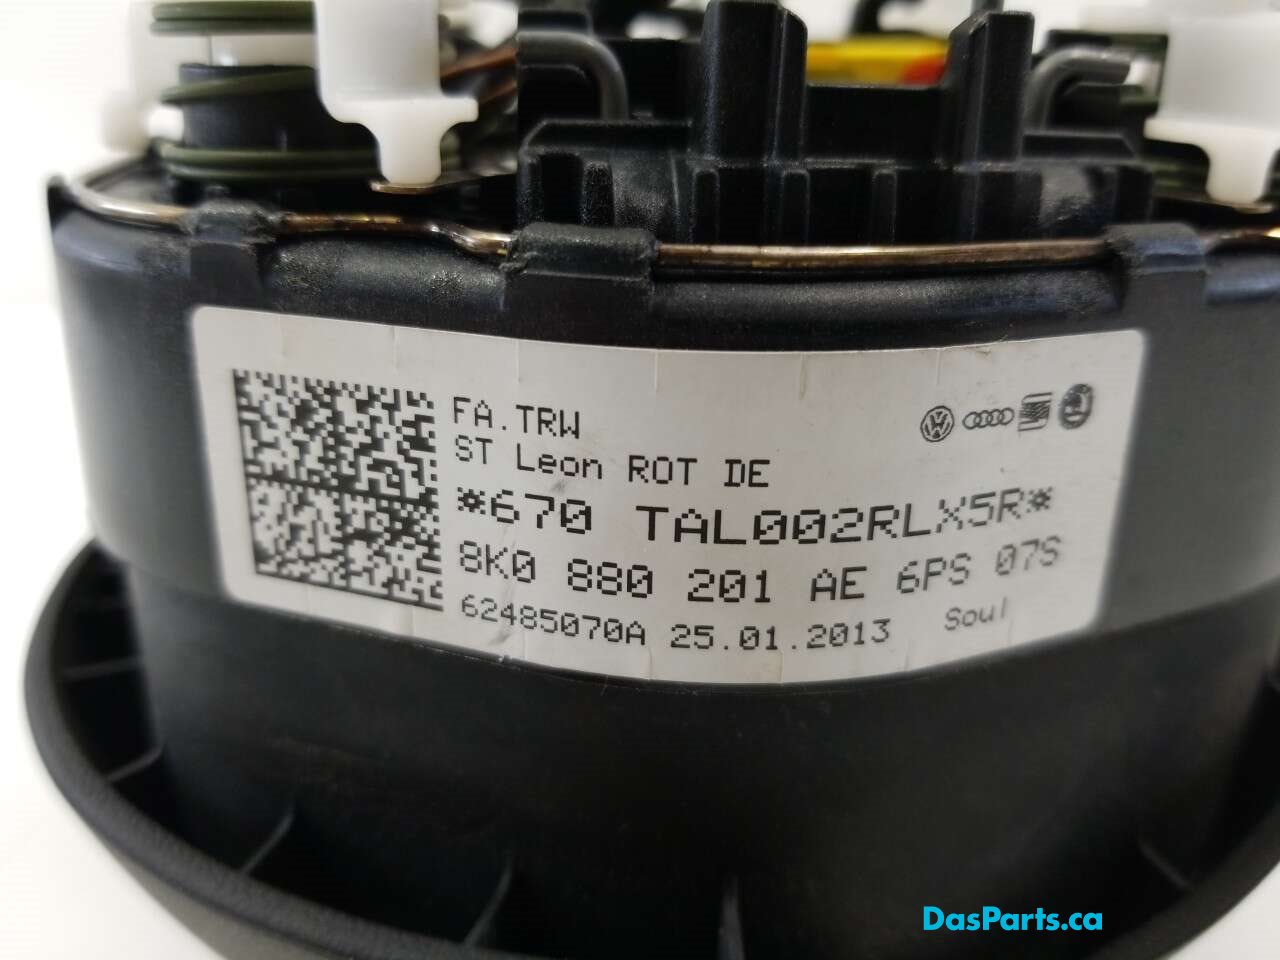 FA.TRW
ST Leon ROT DE
*670 TAL002RLX5R*
8K0 880 201 AE 6PS 07S
62485070A 25.01.2013 Soul
DasParts.ca